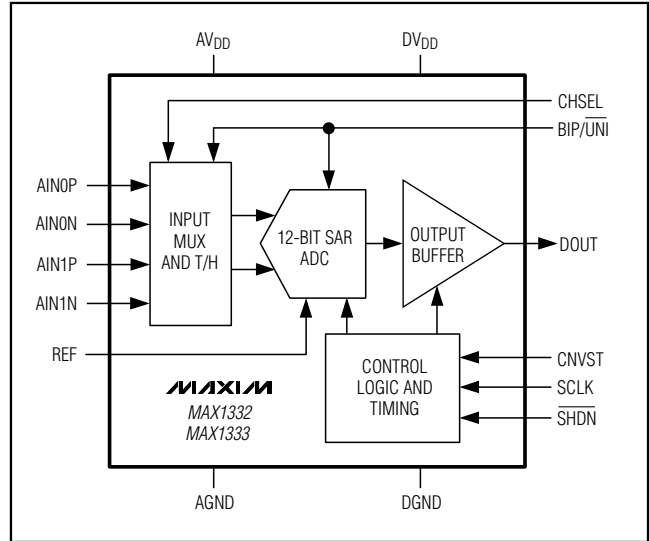 AVDD
DVDD
CHSEL
BIP/UNI
AIN0P
AIN0N
AIN1P
AIN1N
INPUT
MUX
AND T/H
12-BIT SAR
ADC
OUTPUT
BUFFER
DOUT
REF
CONTROL
LOGIC AND
TIMING
CNVST
SCLK
SHDN
MAXIM
MAX1332
MAX1333
AGND
DGND